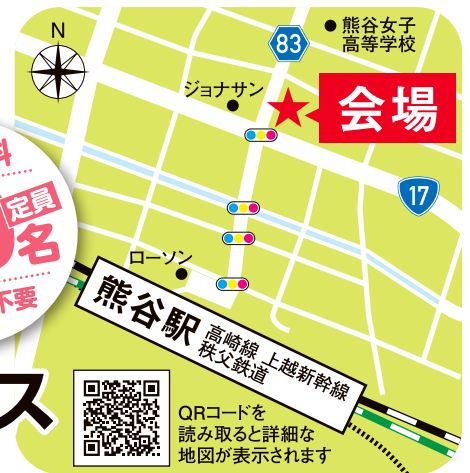 N
83
熊谷女子
高等学校
ジョナサン
会場
17
料
定員
名
不要
ローソン
熊谷駅
高崎線 上越新幹線
秩父鉄道
ス
QRコードを
読み取ると詳細な
地図が表示されます